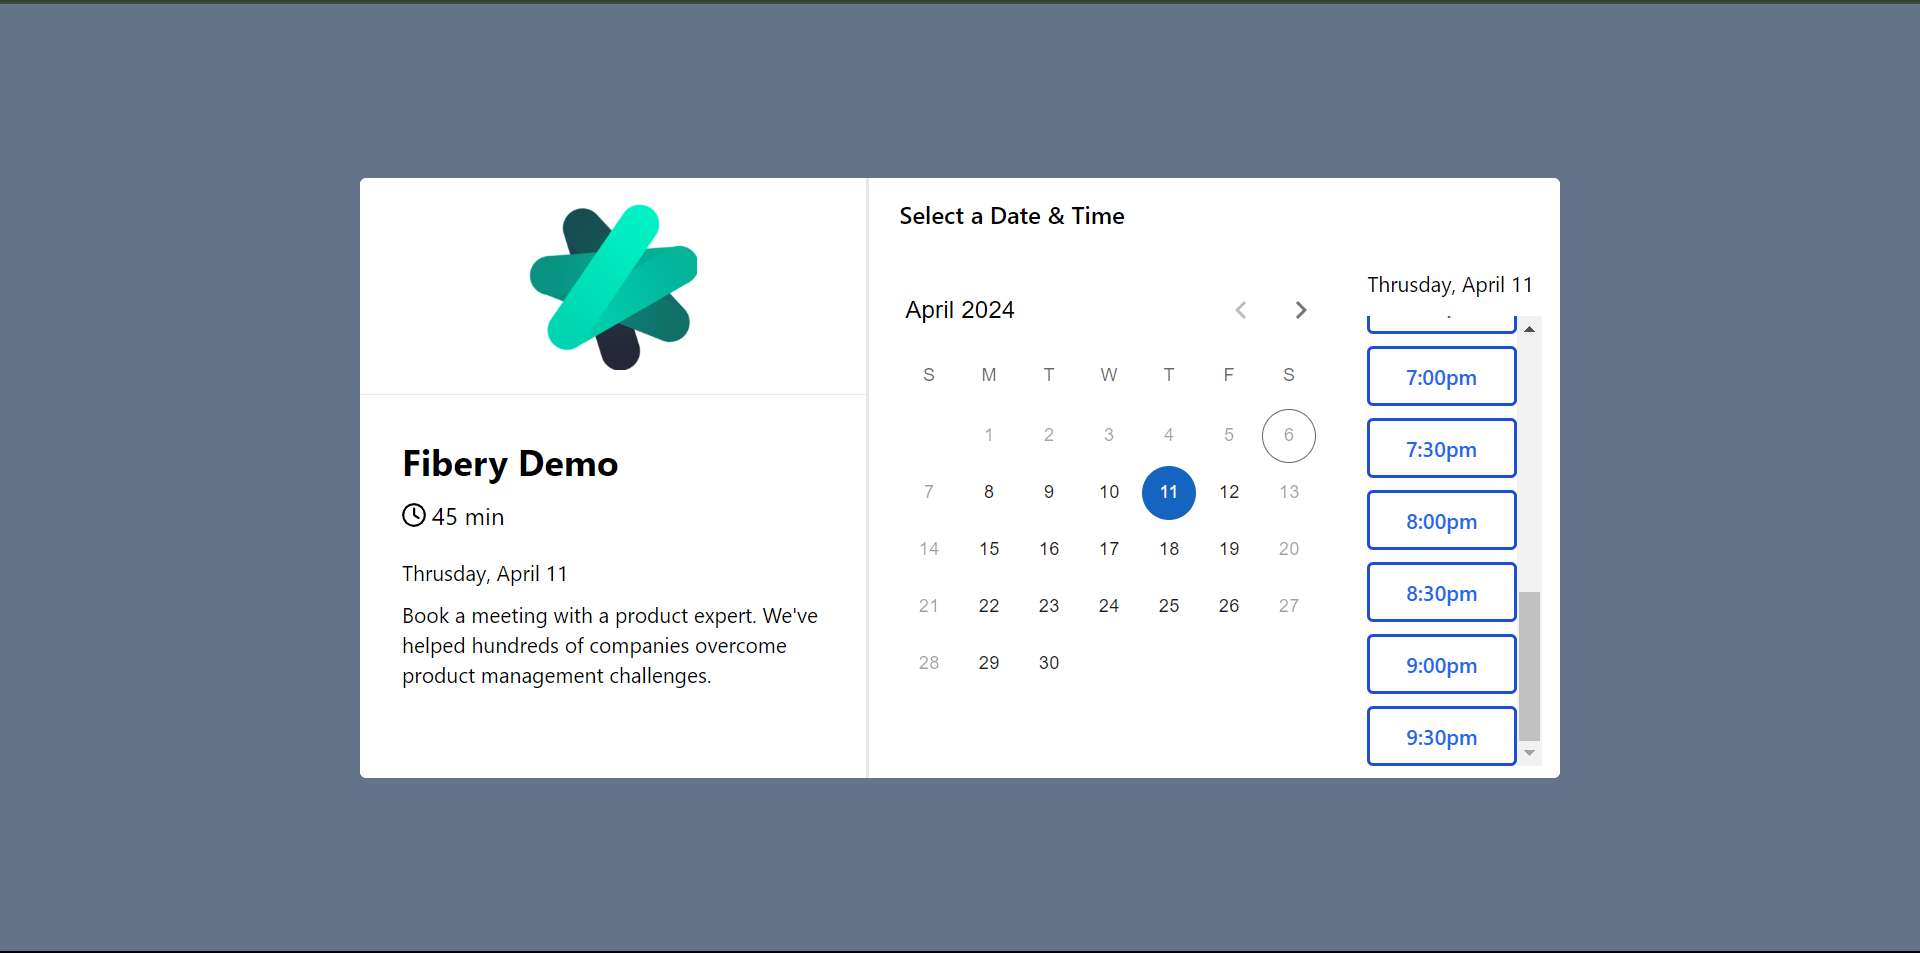 Fibery Demo
45 min
Thrusday, April 11
Book a meeting with a product expert. We've
helped hundreds of companies overcome
product management challenges.
Select a Date & Time
April 2024
S M T W T F S
1 2 3 4 5 6
7 8 9 10 11 12 13
14 15 16 17 18 19 20
21 22 23 24 25 26 27
28 29 30
Thrusday, April 11
7:00pm
7:30pm
8:00pm
8:30pm
9:00pm
9:30pm